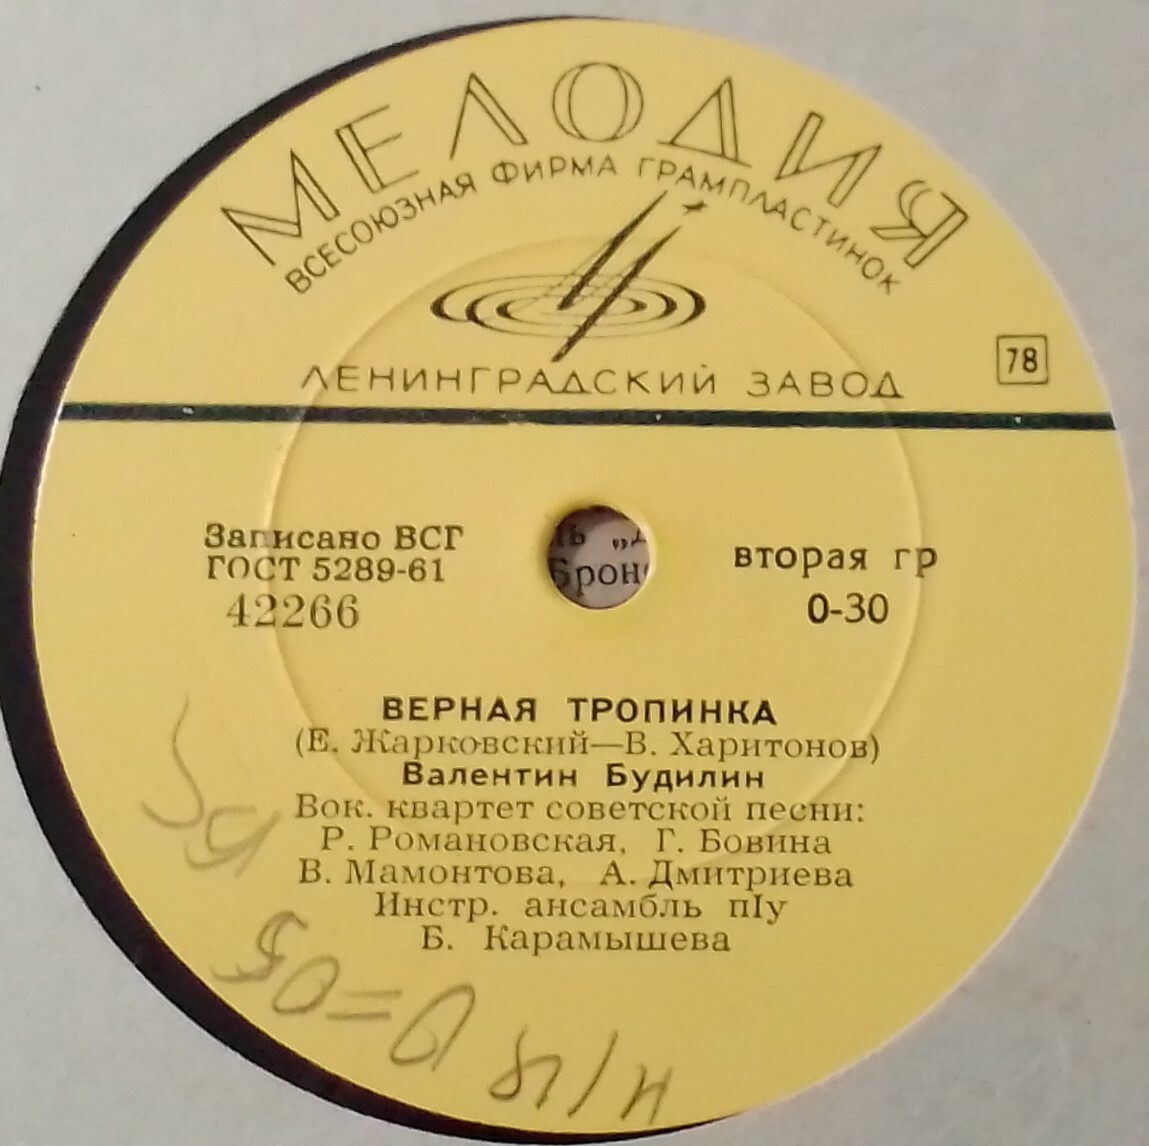 МЕЛОДИЯ
ВСЕСОЮЗНАЯ ФИРМА ГРАМПЛАСТИНОК
ЛЕНИНГРАДСКИЙ ЗАВОД
78
Записано ВСГ
ГОСТ 5289-61
42266
вторая гр
0-30
ВЕРНАЯ ТРОПИНКА
(Е. Жарковский—В. Харитонов)
Валентин Будилин
Вок. квартет советской песни:
Р. Романовская, Г. Бовина
В. Мамонтова, А. Дмитриева
Инстр. ансамбль пIу
Б. Карамышева